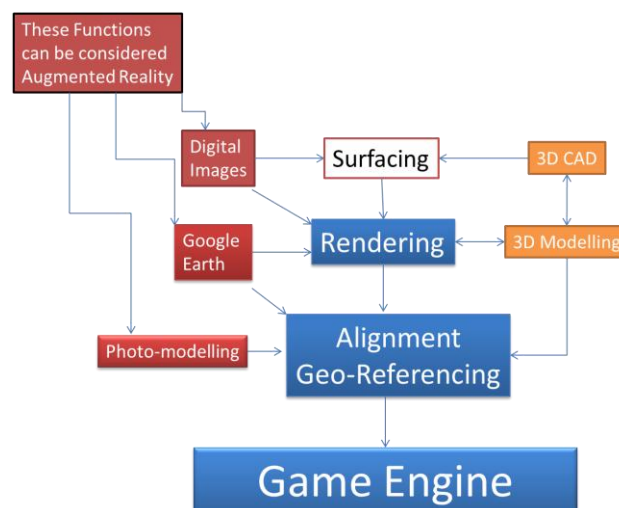 These Functions
can be considered
Augmented Reality
Digital
Images
Surfacing
3D CAD
Google
Earth
Rendering
3D Modelling
Photo-modelling
Alignment
Geo-Referencing
Game Engine